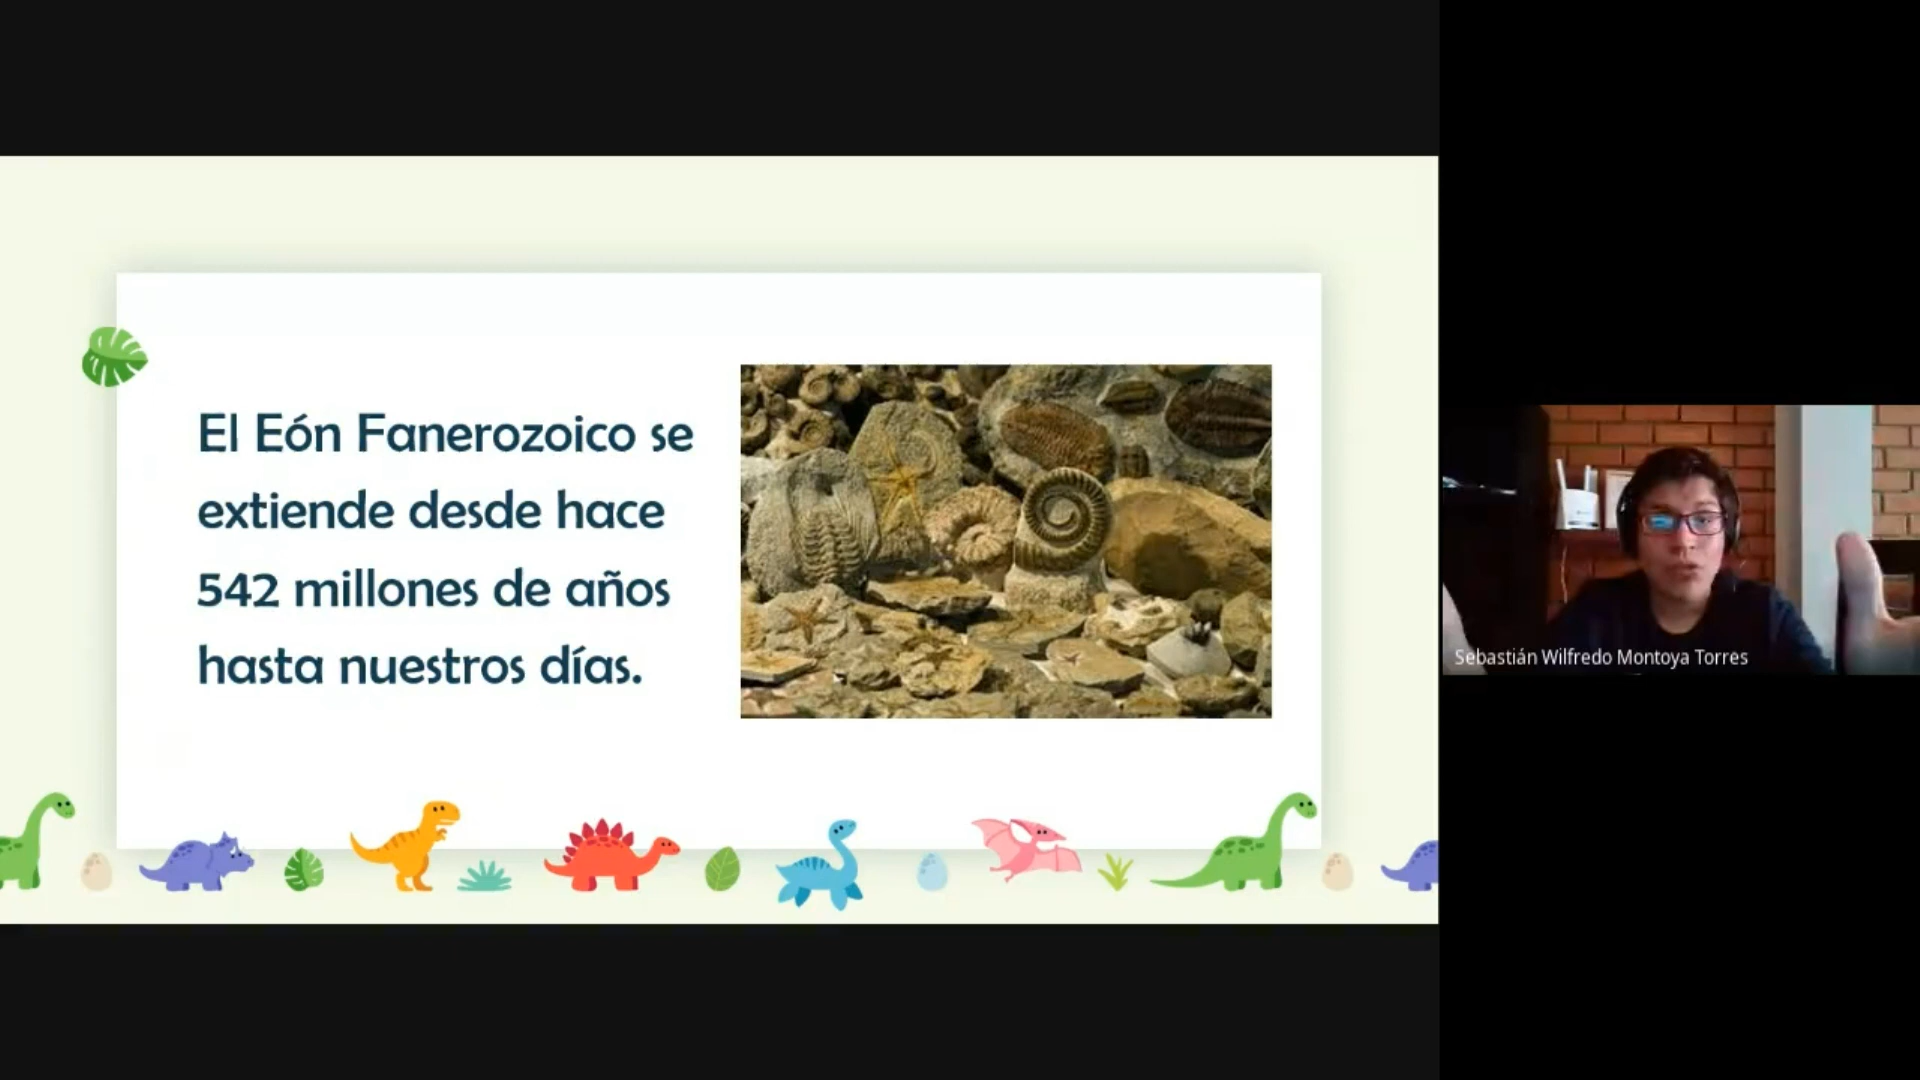 El Eón Fanerozoico se
extiende desde hace
542 millones de años
hasta nuestros días.
Sebastián Wilfredo Montoya Torres